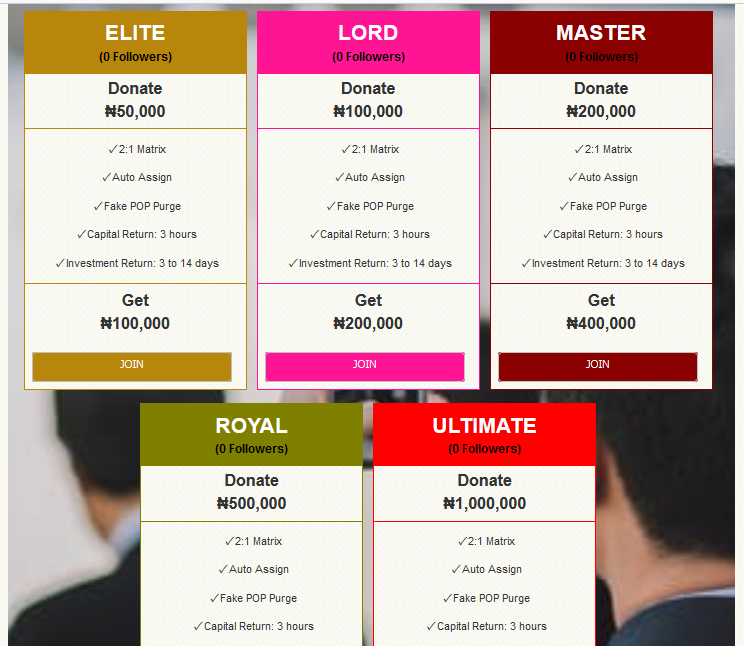 ELITE
(0 Followers)
Donate
₦50,000
✓2:1 Matrix
✓Auto Assign
✓Fake POP Purge
✓Capital Return: 3 hours
✓Investment Return: 3 to 14 days
Get
₦100,000
JOIN
LORD
(0 Followers)
Donate
₦100,000
✓2:1 Matrix
✓Auto Assign
✓Fake POP Purge
✓Capital Return: 3 hours
✓Investment Return: 3 to 14 days
Get
₦200,000
JOIN
MASTER
(0 Followers)
Donate
₦200,000
✓2:1 Matrix
✓Auto Assign
✓Fake POP Purge
✓Capital Return: 3 hours
✓Investment Return: 3 to 14 days
Get
₦400,000
JOIN
ROYAL
(0 Followers)
Donate
₦500,000
✓2:1 Matrix
✓Auto Assign
✓Fake POP Purge
✓Capital Return: 3 hours
ULTIMATE
(0 Followers)
Donate
₦1,000,000
✓2:1 Matrix
✓Auto Assign
✓Fake POP Purge
✓Capital Return: 3 hours